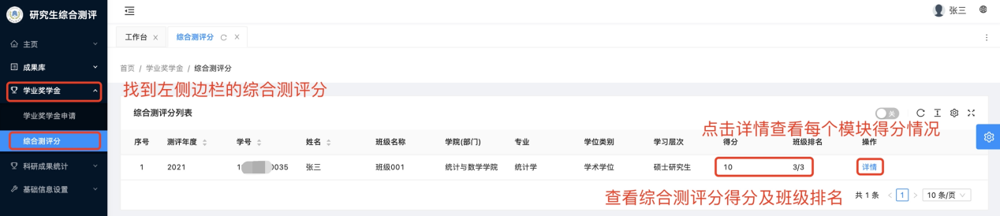 研究生综合测评
张三
主页
工作台 × 综合测评分 ×
成果库
首页 / 学业奖学金 / 综合测评分
学业奖学金
找到左侧边栏的综合测评分
学业奖学金申请
综合测评分列表
关
点击详情查看每个模块得分情况
综合测评分
序号 测评年度 学号 姓名 班级名称 学院(部门) 专业 学位类别 学习层次 得分 班级排名 操作
科研成果统计
1 2021 1 0035 张三 班级001 统计与数学学院 统计学 学术学位 硕士研究生 10 3/3 详情
基础信息设置
查看综合测评分得分及班级排名
共 1 条 < 1 > 10 条/页